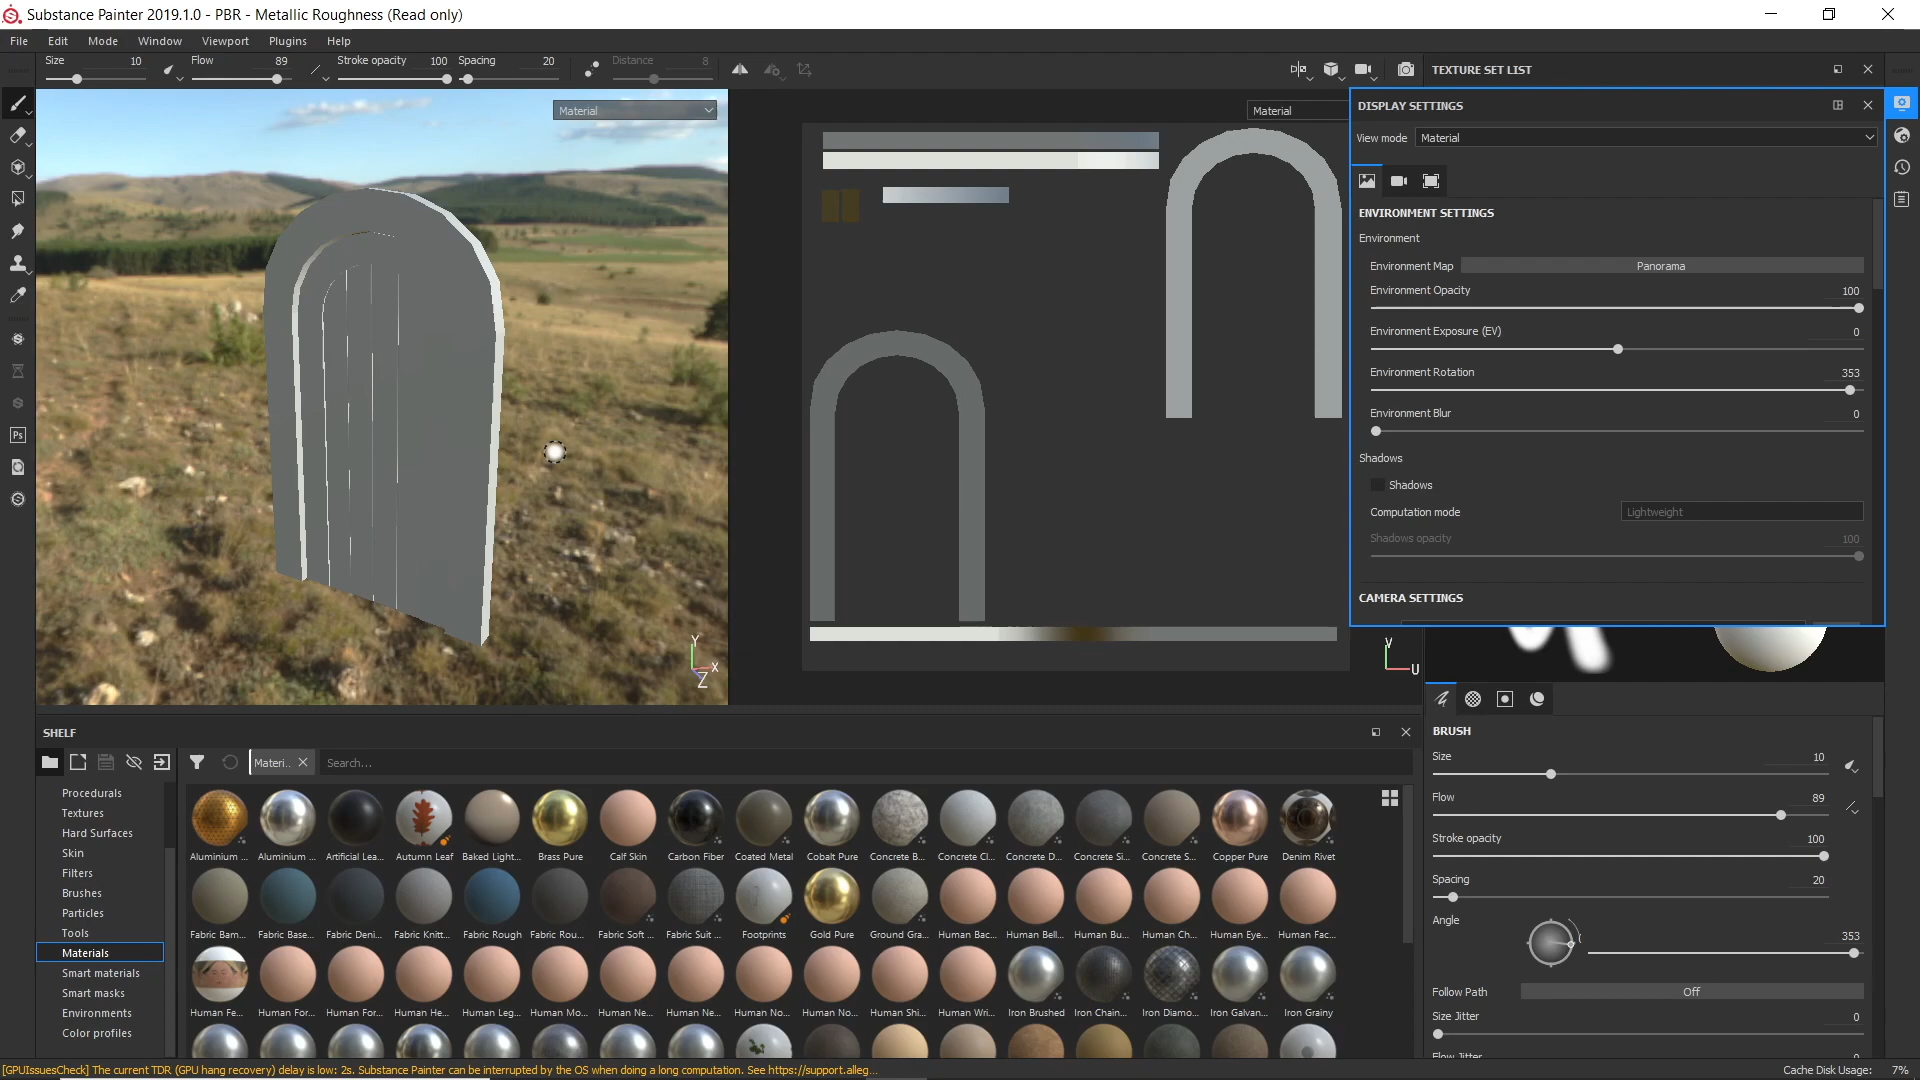 Substance Painter 2019.1.0 - PBR - Metallic Roughness (Read only)
File Edit Mode Window Viewport Plugins Help
Size 10 Flow 89 Stroke opacity 100 Spacing 20 Distance 8
TEXTURE SET LIST
Material
Material
DISPLAY SETTINGS
View mode Material
ENVIRONMENT SETTINGS
Environment
Environment Map Panorama
Environment Opacity 100
Environment Exposure (EV) 0
Environment Rotation 353
Environment Blur 0
Shadows
Shadows
Computation mode Lightweight
Shadows opacity 100
CAMERA SETTINGS
Ps
Y
X
Z
V
U
SHELF
Materi.. Search...
Procedurals
Textures
Hard Surfaces
Skin
Filters
Brushes
Particles
Tools
Materials
Smart materials
Smart masks
Environments
Color profiles
Aluminium ... Aluminium ... Artificial Lea... Autumn Leaf Baked Light... Brass Pure Calf Skin Carbon Fiber Coated Metal Cobalt Pure Concrete B... Concrete Cl... Concrete D... Concrete Si... Concrete S... Copper Pure Denim Rivet
Fabric Bam... Fabric Base... Fabric Deni... Fabric Knitt... Fabric Rough Fabric Rou... Fabric Soft ... Fabric Suit ... Footprints Gold Pure Ground Gra... Human Bac... Human Bell... Human Bu... Human Ch... Human Eye... Human Fac...
Human Fe... Human For... Human For... Human He... Human Leg... Human Mo... Human Ne... Human Ne... Human No... Human No... Human Shi... Human Wri... Iron Brushed Iron Chain... Iron Diamo... Iron Galvan... Iron Grainy
BRUSH
Size 10
Flow 89
Stroke opacity 100
Spacing 20
Angle 353
Follow Path Off
Size Jitter 0
Flow Jitter 0
[GPUIssuesCheck] The current TDR (GPU hang recovery) delay is low: 2s. Substance Painter can be interrupted by the OS when doing a long computation. See https://support.alleg...
Cache Disk Usage: 7%